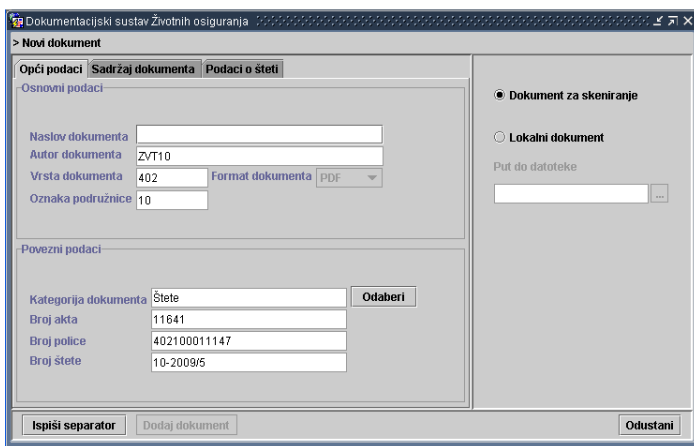 Dokumentacijski sustav Životnih osiguranja
> Novi dokument
Opći podaci Sadržaj dokumenta Podaci o šteti
Osnovni podaci
Naslov dokumenta
Autor dokumenta ZVT10
Vrsta dokumenta 402 Format dokumenta PDF
Oznaka podružnice 10
Povezni podaci
Kategorija dokumenta Štete Odaberi
Broj akta 11641
Broj police 402100011147
Broj štete 10-2009/5
Dokument za skeniranje
Lokalni dokument
Put do datoteke
...
Ispiši separator Dodaj dokument Odustani